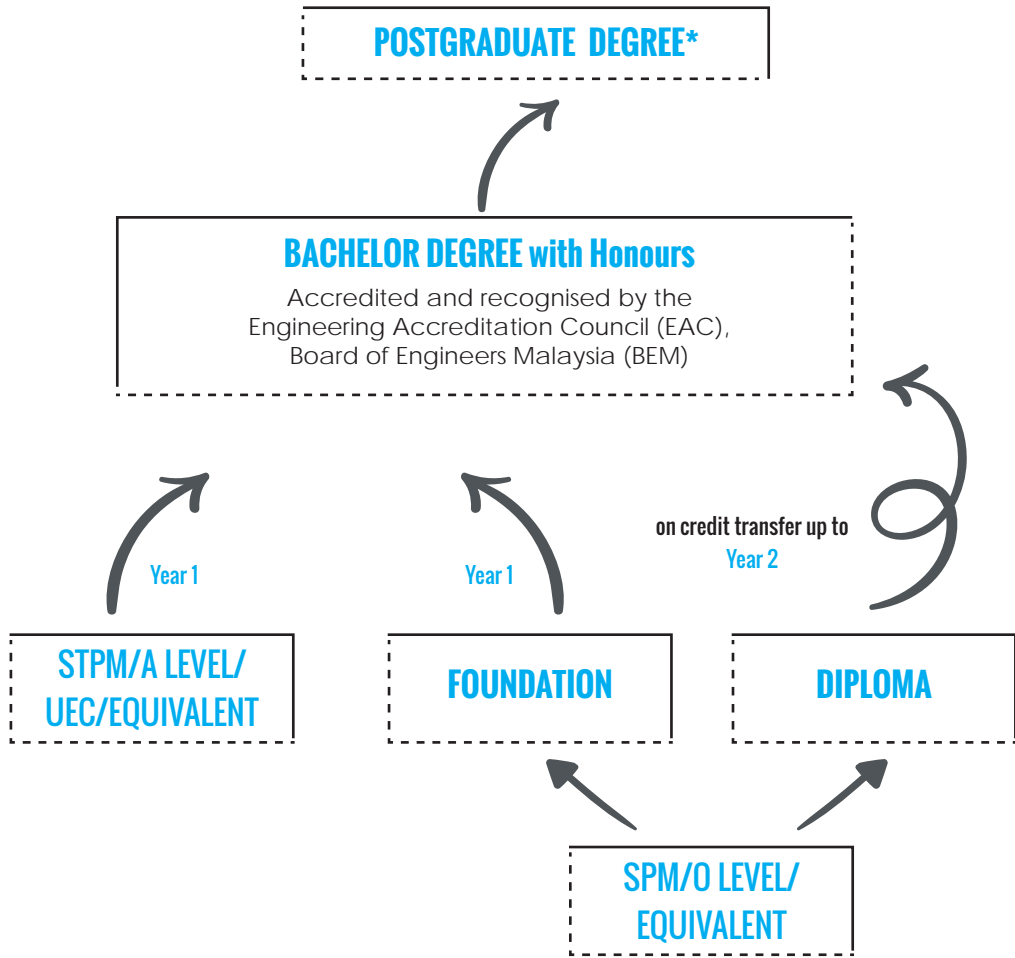 POSTGRADUATE DEGREE*
BACHELOR DEGREE with Honours
Accredited and recognised by the
Engineering Accreditation Council (EAC),
Board of Engineers Malaysia (BEM)
on credit transfer up to
Year 2
Year 1
Year 1
STPM/A LEVEL/
UEC/EQUIVALENT
FOUNDATION
DIPLOMA
SPM/O LEVEL/
EQUIVALENT